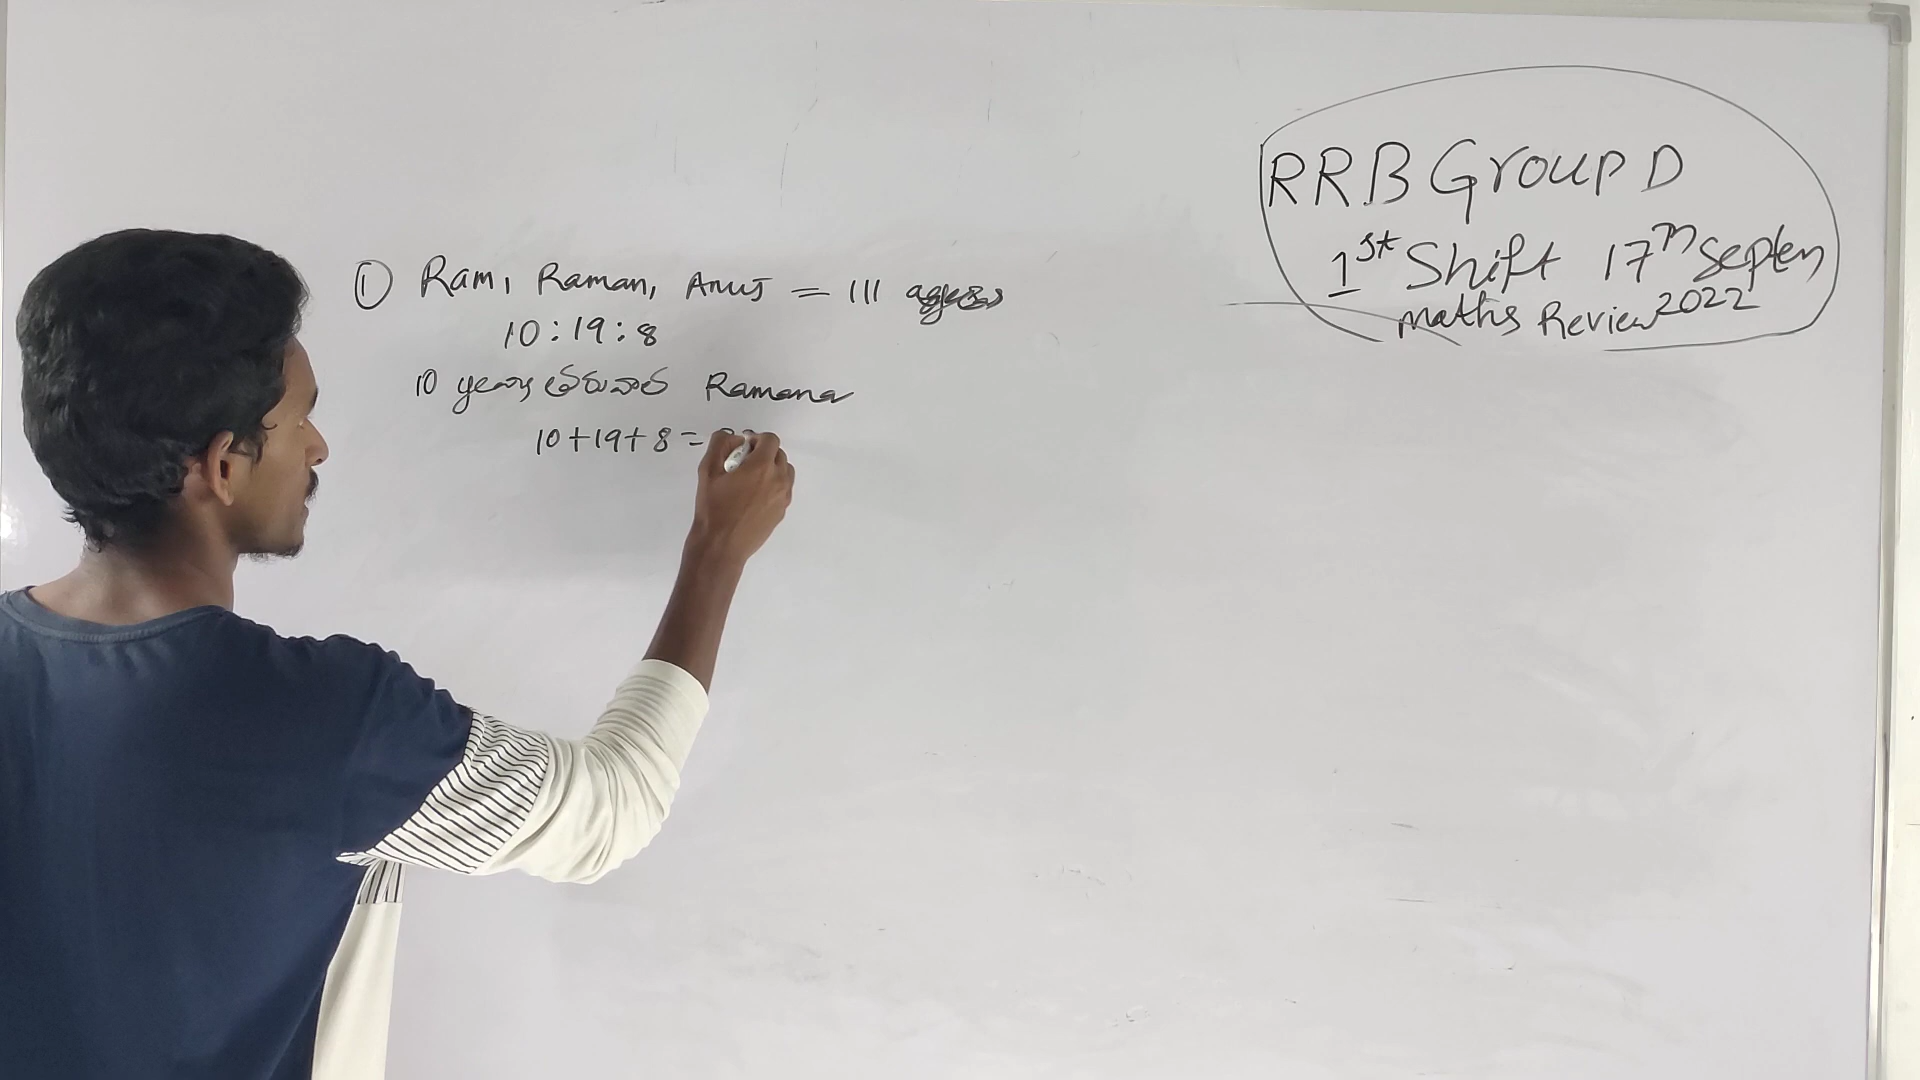 ① Ram, Raman, Anuj = 111
10:19:8
10 years తరువాత Ramana
10+19+8=
RRB Group D
1st Shift 17th Septem
maths Review 2022